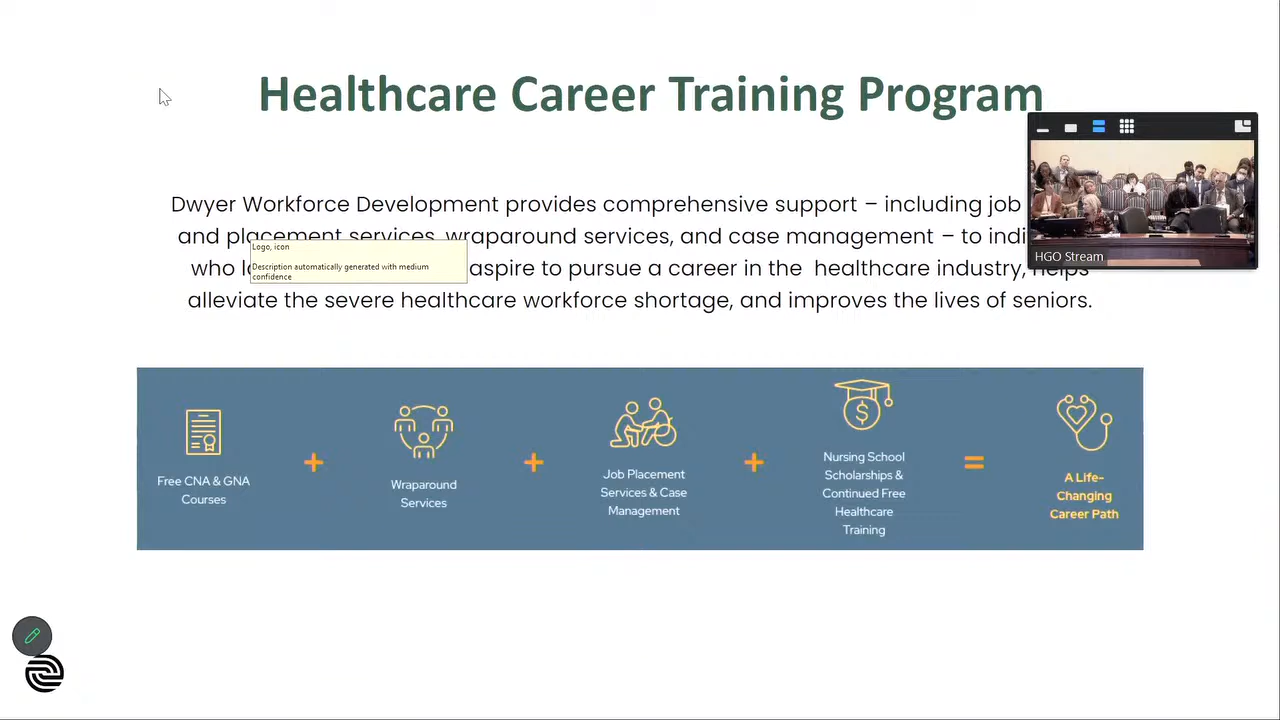 Healthcare Career Training Program
Dwyer Workforce Development provides comprehensive support – including job
and placement services, wraparound services, and case management – to
who aspire to pursue a career in the healthcare industry, helps
alleviate the severe healthcare workforce shortage, and improves the lives of seniors.
Logo, icon
Description automatically generated with medium
confidence
HGO Stream
Free CNA & GNA
Courses
+
Wraparound
Services
+
Job Placement
Services & Case
Management
+
Nursing School
Scholarships &
Continued Free
Healthcare
Training
=
A Life-
Changing
Career Path